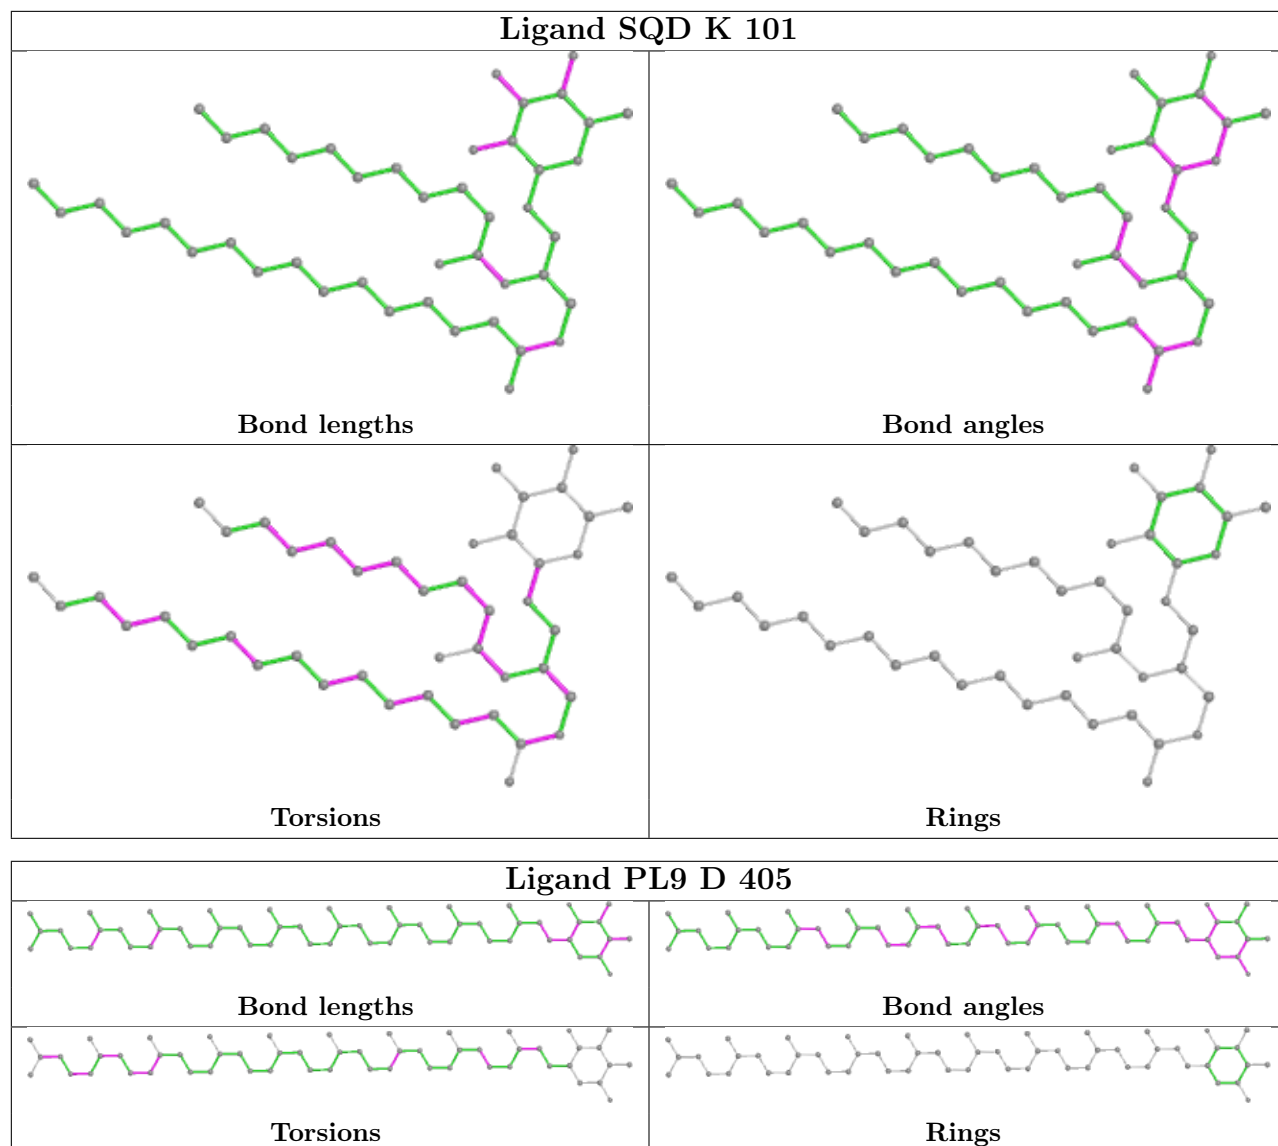 Ligand SQD K 101
Bond lengths
Bond angles
Torsions
Rings
Ligand PL9 D 405
Bond lengths
Bond angles
Torsions
Rings